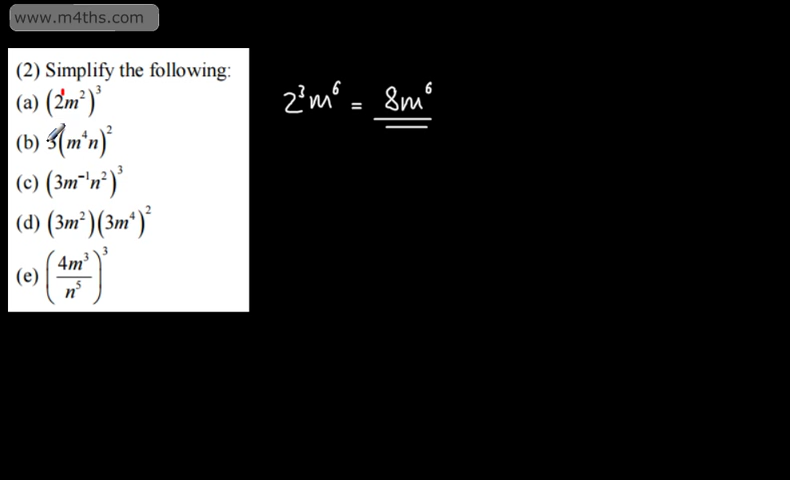 www.m4ths.com
(2) Simplify the following:
(a) (2¹m²)³
2³m⁶ = 8m⁶
(b) 3(m⁴n)²
(c) (3m⁻¹n²)³
(d) (3m²)(3m⁴)²
(e) (4m³/n⁵)³